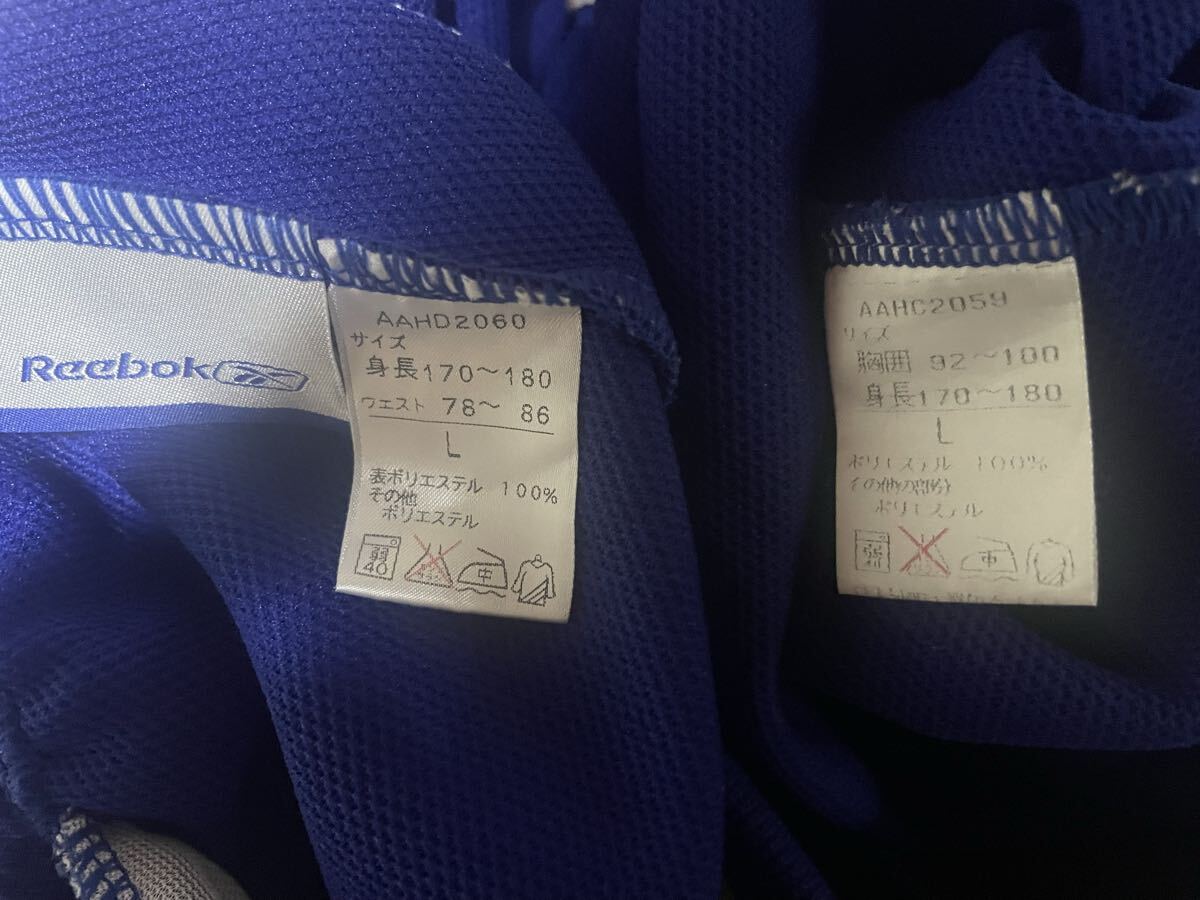 Reebok
AAHD2060
サイズ
身長170～180
ウエスト 78～ 86
L
表ポリエステル 100%
その他
ポリエステル
弱
40
中
AAHC2059
サイズ
胸囲 92～100
身長170～180
L
ポリエステル 100%
その他の部分
ポリエステル
中